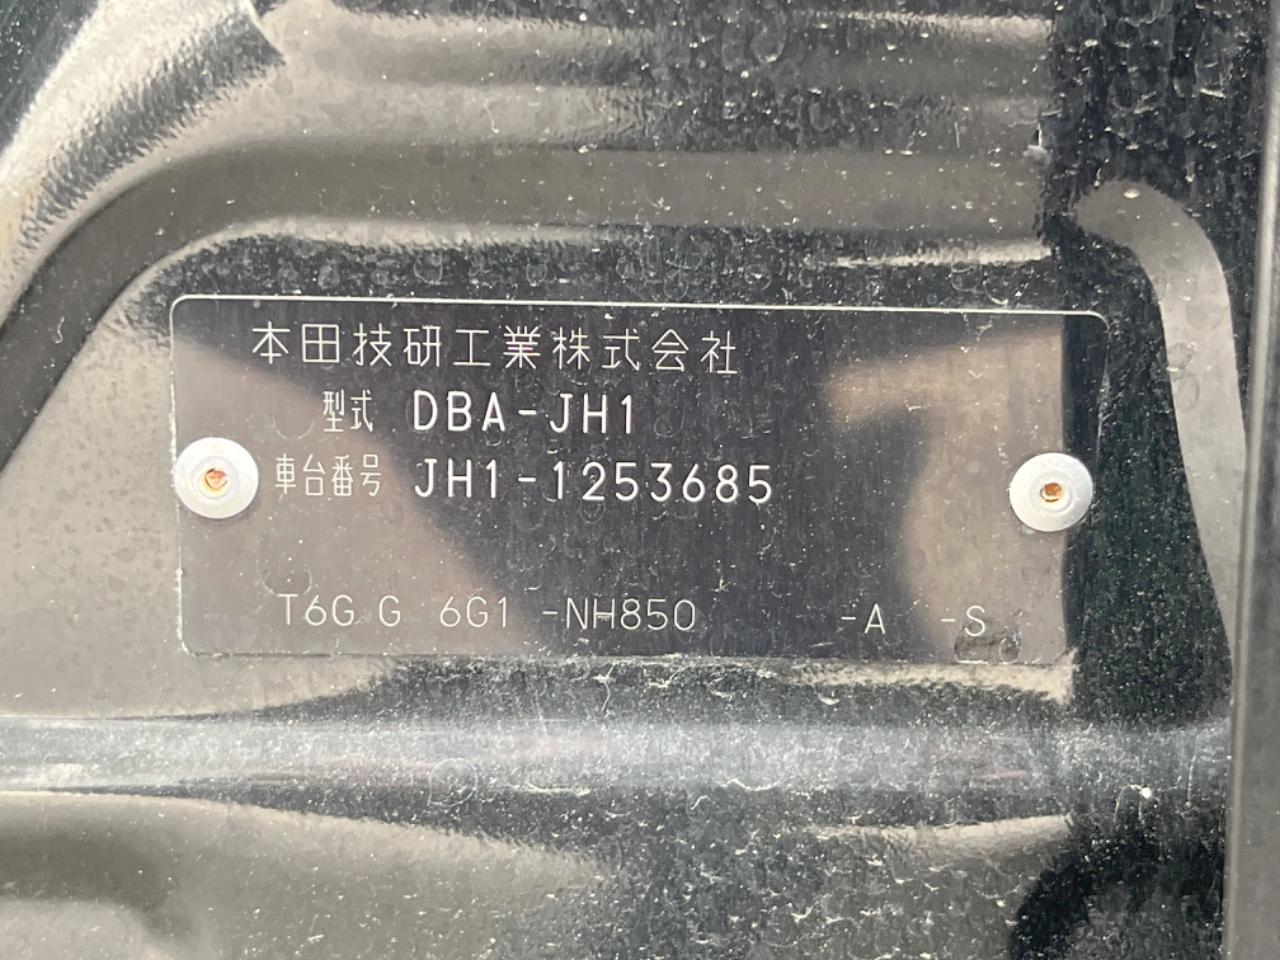 本田技研工業株式会社
型式 DBA-JH1
車台番号 JH1-1253685
T6G G 6G1 -NH850 -A -S